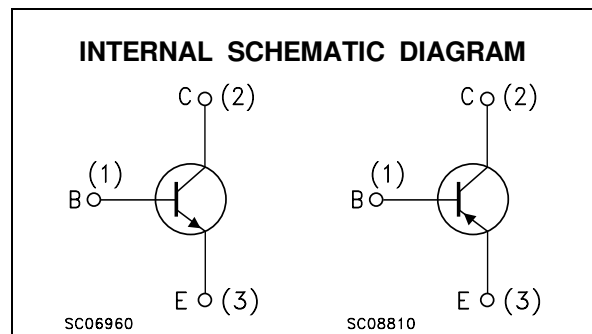 INTERNAL SCHEMATIC DIAGRAM
C (2)
C (2)
(1)
(1)
B
B
E (3)
E (3)
SC06960
SC08810